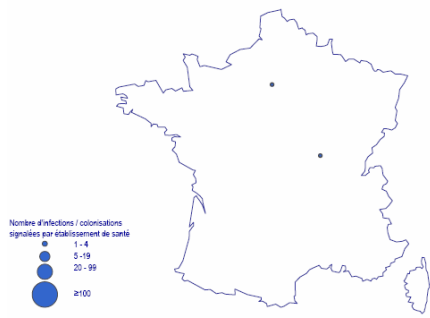 Nombre d'infections / colonisations
signalées par établissement de santé
1 - 4
5 -19
20 - 99
≥100